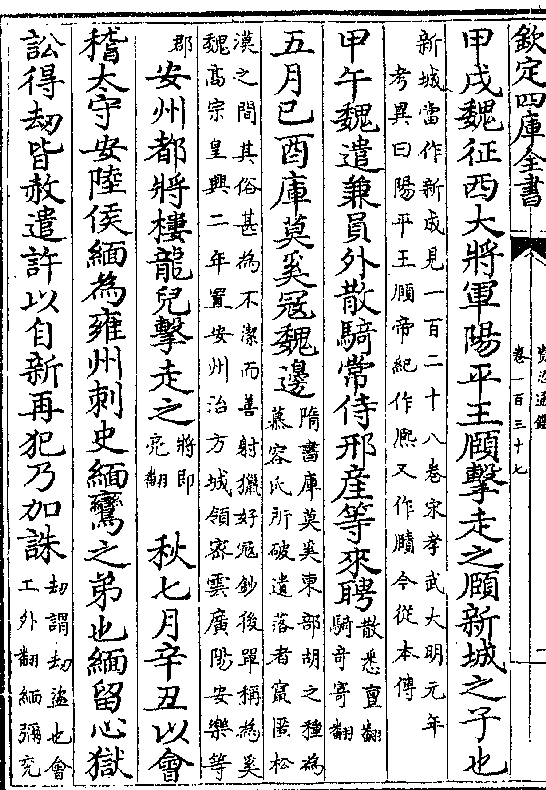 欽定四庫全書
資治通鑑
卷一百三十七
二
甲戌魏征西大將軍陽平王頤擊走之頤新城之子也
新城當作新成見一百二十八卷宋孝武大明元年
考異曰陽平王頤帝紀作熙又作賾今從本傳
甲午魏遣兼員外散騎常侍邢産等來聘
散悉亶翻
騎奇寄翻
五月已酉庫莫奚冦魏邊
隋書庫莫奚東部胡之種為
慕容氏所破遺落者竄匿松
漠之間其俗甚為不潔而善射獵好冦鈔後單稱為奚
魏高宗皇興二年置安州治方城領密雲廣陽安樂等
郡
安州都將樓龍兒擊走之
將即
亮翻
秋七月辛丑以會
稽太守安陸侯緬為雍州刺史緬鸞之弟也緬留心獄
訟得刼皆赦遣許以自新再犯乃加誅
刼謂刼盜也會
工外翻緬彌兖